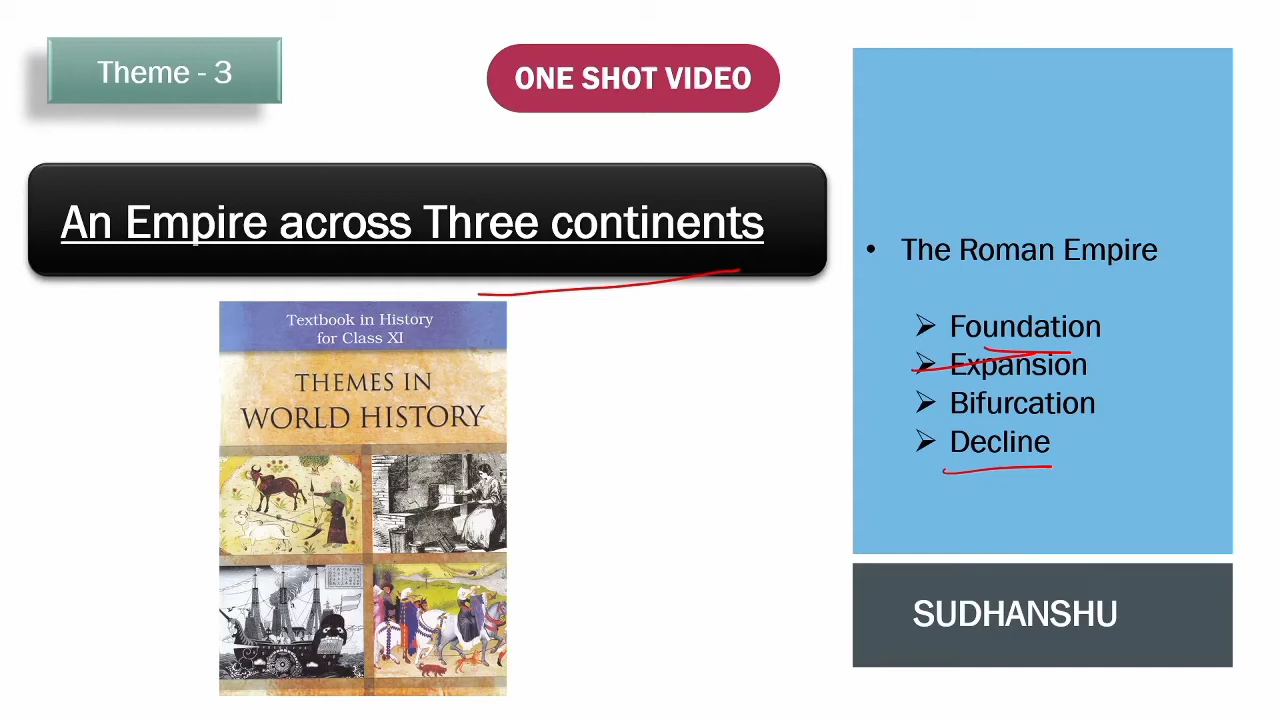 Theme - 3
ONE SHOT VIDEO
An Empire across Three continents
Textbook in History
for Class XI
THEMES IN
WORLD HISTORY
• The Roman Empire
➢ Foundation
➢ Expansion
➢ Bifurcation
➢ Decline
SUDHANSHU